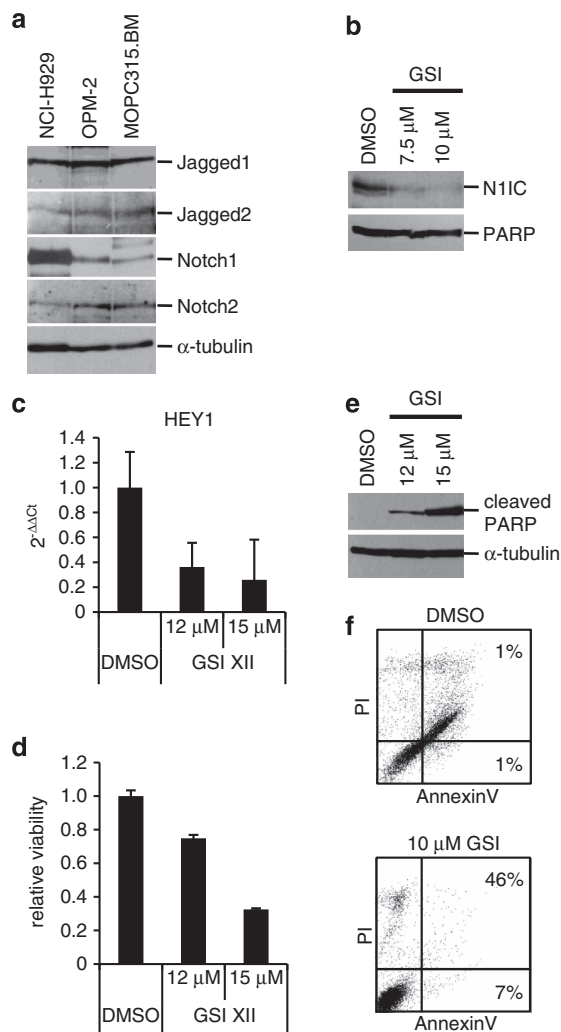 a
NCI-H929
OPM-2
MOPC315.BM
Jagged1
Jagged2
Notch1
Notch2
α-tubulin
b
GSI
DMSO
7.5 µM
10 µM
N1IC
PARP
c
HEY1
2-ΔΔCt
1.4
1.2
1.0
0.8
0.6
0.4
0.2
0
12 µM
15 µM
DMSO
GSI XII
d
relative viability
1.2
1.0
0.8
0.6
0.4
0.2
0
12 µM
15 µM
DMSO
GSI XII
e
GSI
DMSO
12 µM
15 µM
cleaved
PARP
α-tubulin
f
DMSO
1%
PI
1%
AnnexinV
10 µM GSI
46%
PI
7%
AnnexinV